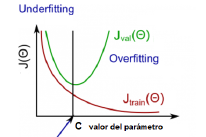 Underfitting
Jval(Θ)
Overfitting
J(Θ)
Jtrain(Θ)
C valor del parámetro